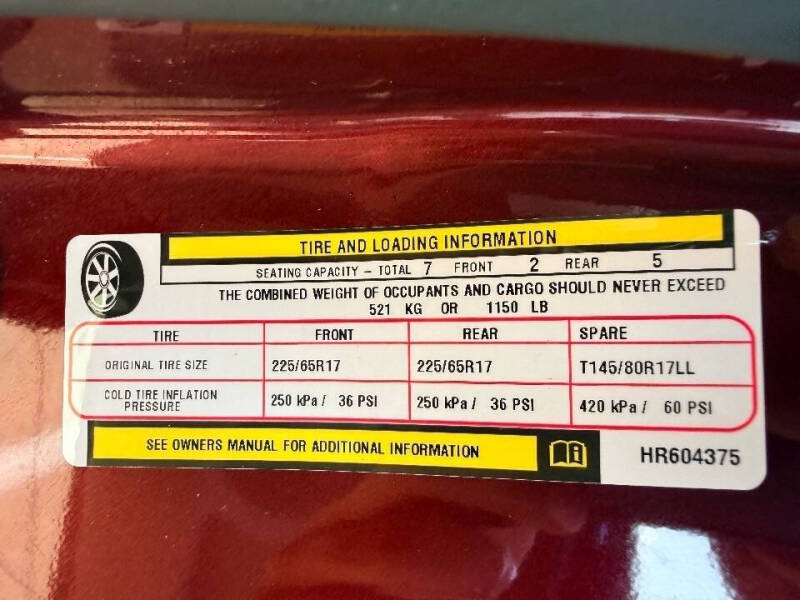 TIRE AND LOADING INFORMATION
SEATING CAPACITY – TOTAL 7 FRONT 2 REAR 5
THE COMBINED WEIGHT OF OCCUPANTS AND CARGO SHOULD NEVER EXCEED
521 KG OR 1150 LB
TIRE FRONT REAR SPARE
ORIGINAL TIRE SIZE 225/65R17 225/65R17 T145/80R17LL
COLD TIRE INFLATION
PRESSURE 250 kPa / 36 PSI 250 kPa / 36 PSI 420 kPa / 60 PSI
SEE OWNERS MANUAL FOR ADDITIONAL INFORMATION
HR604375